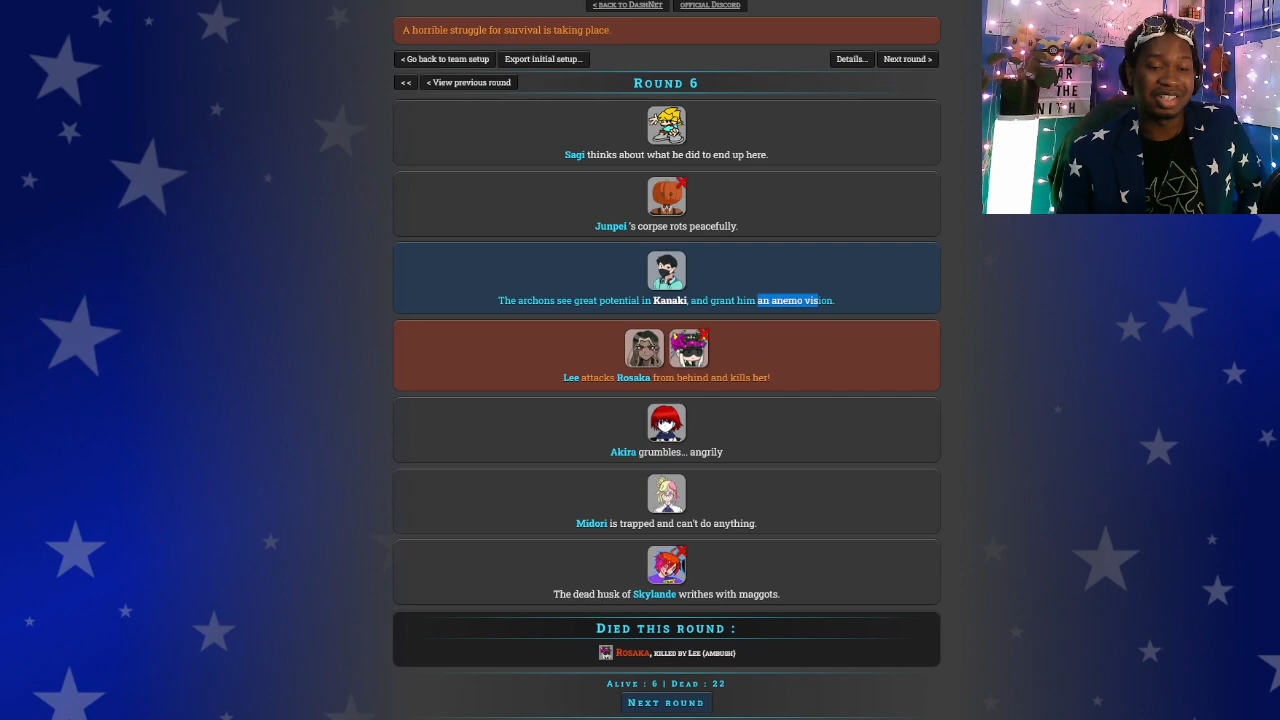 < back to DashNet
official Discord
A horrible struggle for survival is taking place.
< Go back to team setup
Export initial setup...
Details...
Next round >
<<
< View previous round
Round 6
Sagi thinks about what he did to end up here.
Junpei 's corpse rots peacefully.
The archons see great potential in Kanaki, and grant him an anemo vision.
Lee attacks Rosaka from behind and kills her!
Akira grumbles... angrily
Midori is trapped and can't do anything.
The dead husk of Skylande writhes with maggots.
Died this round :
Rosaka, killed by Lee (ambush)
Alive : 6 | Dead : 22
Next round
AR
THE
NITH